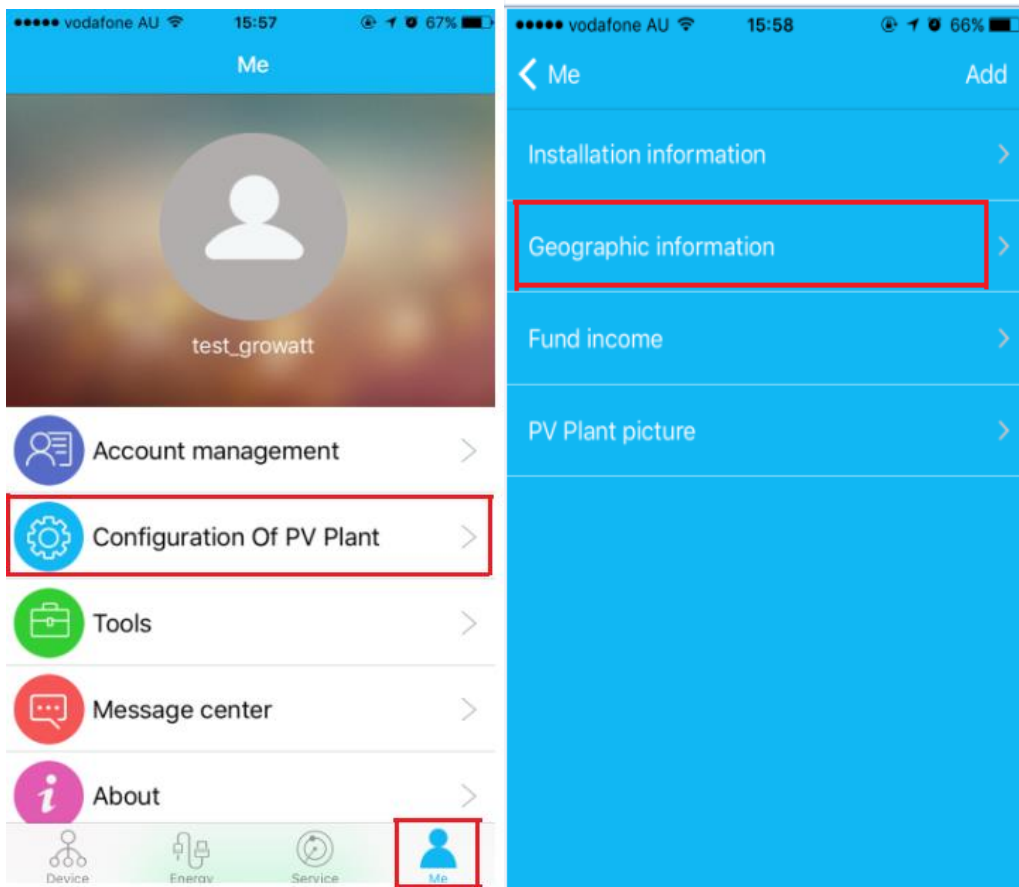 vodafone AU 15:57 67%
Me
test_growatt
Account management
Configuration Of PV Plant
Tools
Message center
About
Device Energy Service Me
vodafone AU 15:58 66%
Me Add
Installation information
Geographic information
Fund income
PV Plant picture